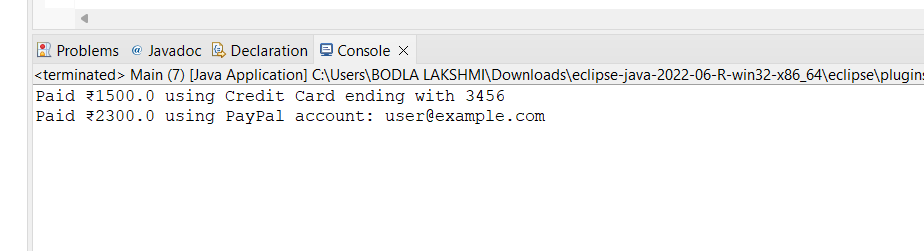 Problems @ Javadoc Declaration Console
<terminated> Main (7) [Java Application] C:\Users\BODLA LAKSHMI\Downloads\eclipse-java-2022-06-R-win32-x86_64\eclipse\plugins
Paid ₹1500.0 using Credit Card ending with 3456
Paid ₹2300.0 using PayPal account: user@example.com